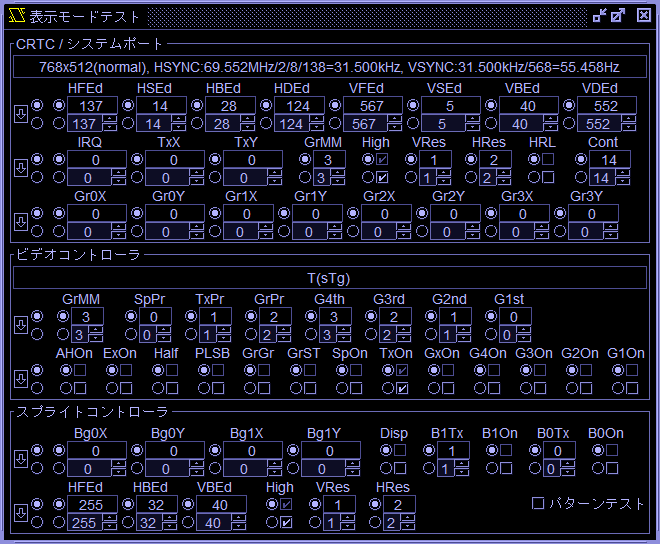 表示モードテスト
CRTC / システムポート
768x512(normal), HSYNC:69.552MHz/2/8/138=31.500kHz, VSYNC:31.500kHz/568=55.458Hz
HFEd HSEd HBEd HDEd VFEd VSEd VBEd VDEd
137 14 28 124 567 5 40 552
137 14 28 124 567 5 40 552
IRQ TxX TxY GrMM High VRes HRes HRL Cont
0 0 0 3 1 2 14
0 0 0 3 1 2 14
Gr0X Gr0Y Gr1X Gr1Y Gr2X Gr2Y Gr3X Gr3Y
0 0 0 0 0 0 0 0
0 0 0 0 0 0 0 0
ビデオコントローラ
T(sTg)
GrMM SpPr TxPr GrPr G4th G3rd G2nd G1st
3 0 1 2 3 2 1 0
3 0 1 2 3 2 1 0
AHOn ExOn Half PLSB GrGr GrST SpOn TxOn GxOn G4On G3On G2On G1On
スプライトコントローラ
Bg0X Bg0Y Bg1X Bg1Y Disp B1Tx B1On B0Tx B0On
0 0 0 0 1 0
0 0 0 0 1 0
HFEd HBEd VBEd High VRes HRes
255 32 40 1 2
255 32 40 1 2 パターンテスト